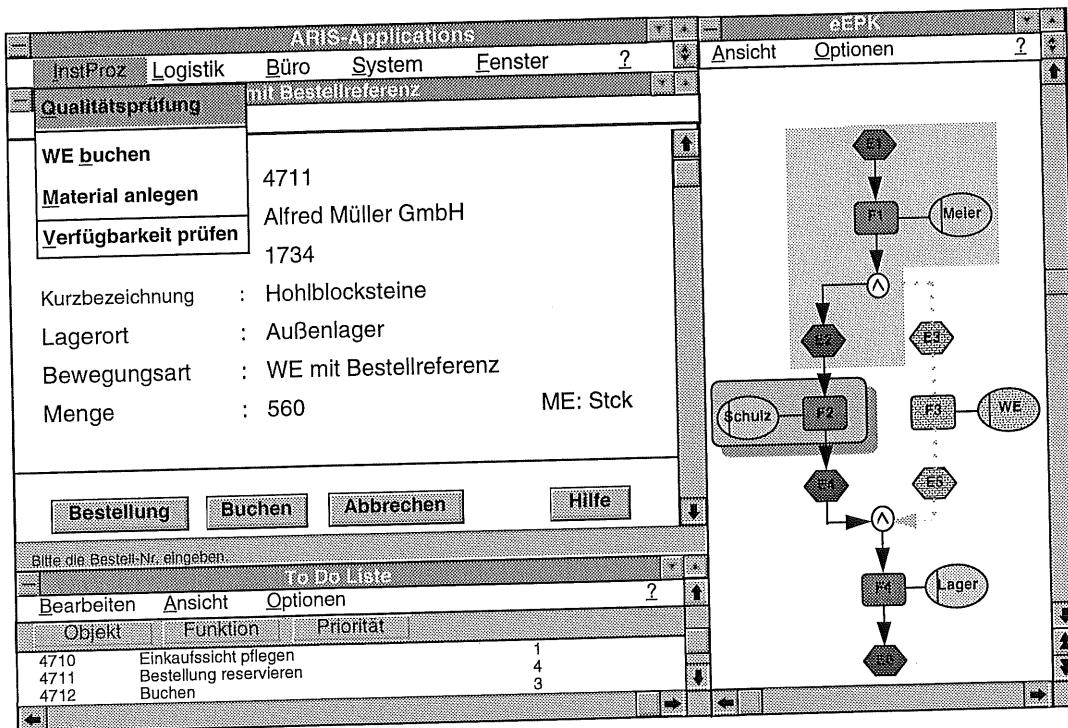 ARIS-Applications
InstProz Logistik Büro System Fenster ?
mit Bestellreferenz
Qualitätsprüfung
WE buchen
Material anlegen
Verfügbarkeit prüfen
4711
Alfred Müller GmbH
1734
Kurzbezeichnung : Hohlblocksteine
Lagerort : Außenlager
Bewegungsart : WE mit Bestellreferenz
Menge : 560 ME: Stck
Bestellung Buchen Abbrechen Hilfe
Bitte die Bestell-Nr. eingeben
To Do Liste
Bearbeiten Ansicht Optionen ?
Objekt Funktion Priorität
4710 Einkaufssicht pflegen 1
4711 Bestellung reservieren 4
4712 Buchen 3
eEPK
Ansicht Optionen ?
E1
F1 Meier
E2 E3
Schulz F2 F3 WE
E4 E5
F4 Lager
E6